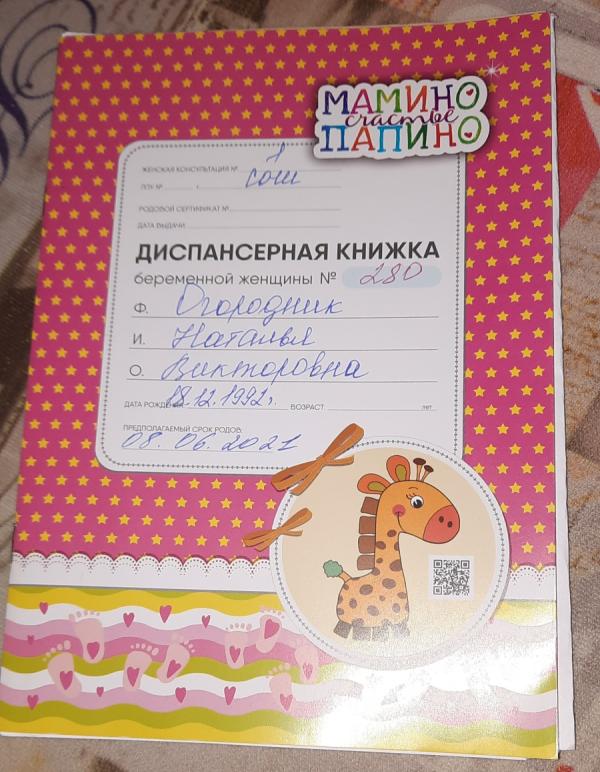 МАМИНО
счастье
ПАПИНО
ЖЕНСКАЯ КОНСУЛЬТАЦИЯ № 1
ЛПУ № г. сош
РОДОВОЙ СЕРТИФИКАТ №
ДАТА ВЫДАЧИ
ДИСПАНСЕРНАЯ КНИЖКА
беременной женщины № 280
Ф. Огородник
И. Наталья
О. Викторовна
ДАТА РОЖДЕНИЯ 18.12.1992г. ВОЗРАСТ лет
ПРЕДПОЛАГАЕМЫЙ СРОК РОДОВ:
08.06.2021